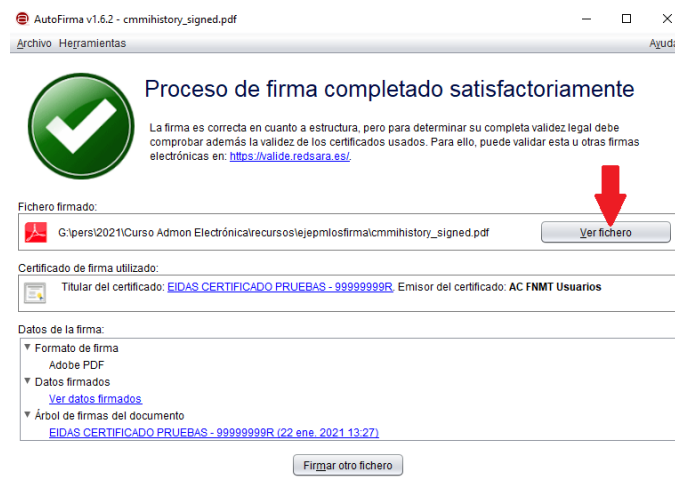 AutoFirma v1.6.2 - cmmihistory_signed.pdf
Archivo Herramientas Ayuda
Proceso de firma completado satisfactoriamente
La firma es correcta en cuanto a estructura, pero para determinar su completa validez legal debe
comprobar además la validez de los certificados usados. Para ello, puede validar esta u otras firmas
electrónicas en: https://valide.redsara.es/.
Fichero firmado:
G:\pers\2021\Curso Admon Electrónica\recursos\ejepmlosfirma\cmmihistory_signed.pdf Ver fichero
Certificado de firma utilizado:
Titular del certificado: EIDAS CERTIFICADO PRUEBAS - 99999999R. Emisor del certificado: AC FNMT Usuarios
Datos de la firma:
Formato de firma
Adobe PDF
Datos firmados
Ver datos firmados
Árbol de firmas del documento
EIDAS CERTIFICADO PRUEBAS - 99999999R (22 ene. 2021 13:27)
Firmar otro fichero